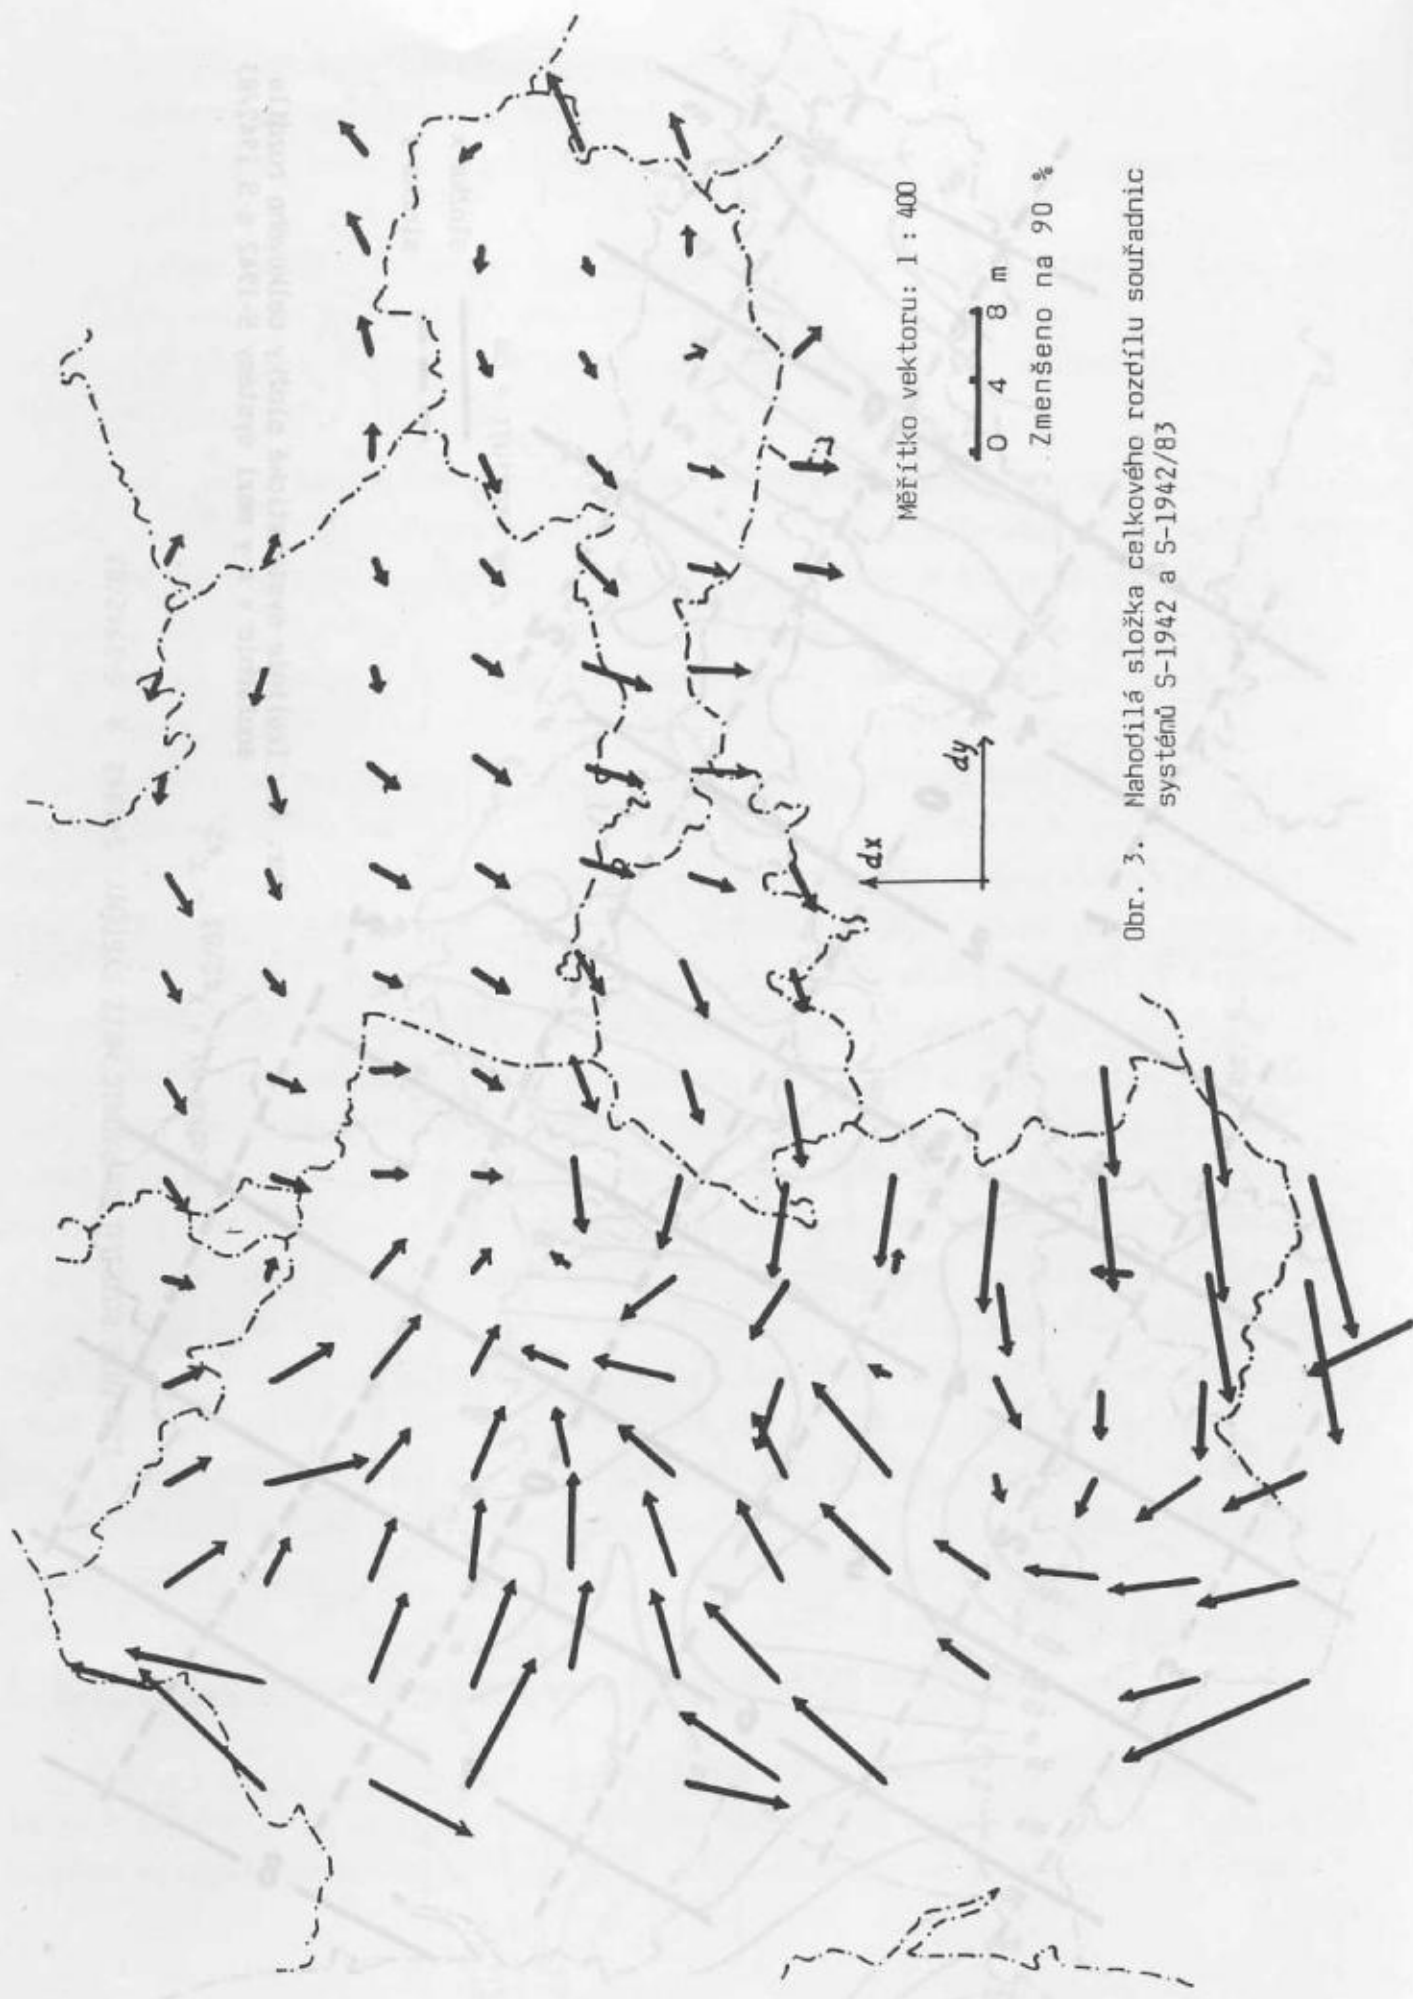 Měřítko vektoru: 1 : 400
0 4 8 m
Zmenšeno na 90 %
dx
dy
Obr. 3. Nahodilá složka celkového rozdílu souřadnic
systémů S-1942 a S-1942/83